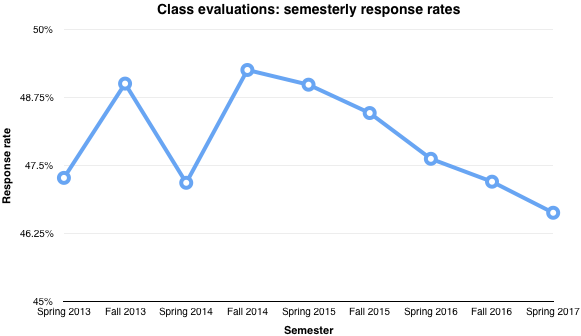 Class evaluations: semesterly response rates
50%
48.75%
47.5%
46.25%
45%
Response rate
Spring 2013 Fall 2013 Spring 2014 Fall 2014 Spring 2015 Fall 2015 Spring 2016 Fall 2016 Spring 2017
Semester